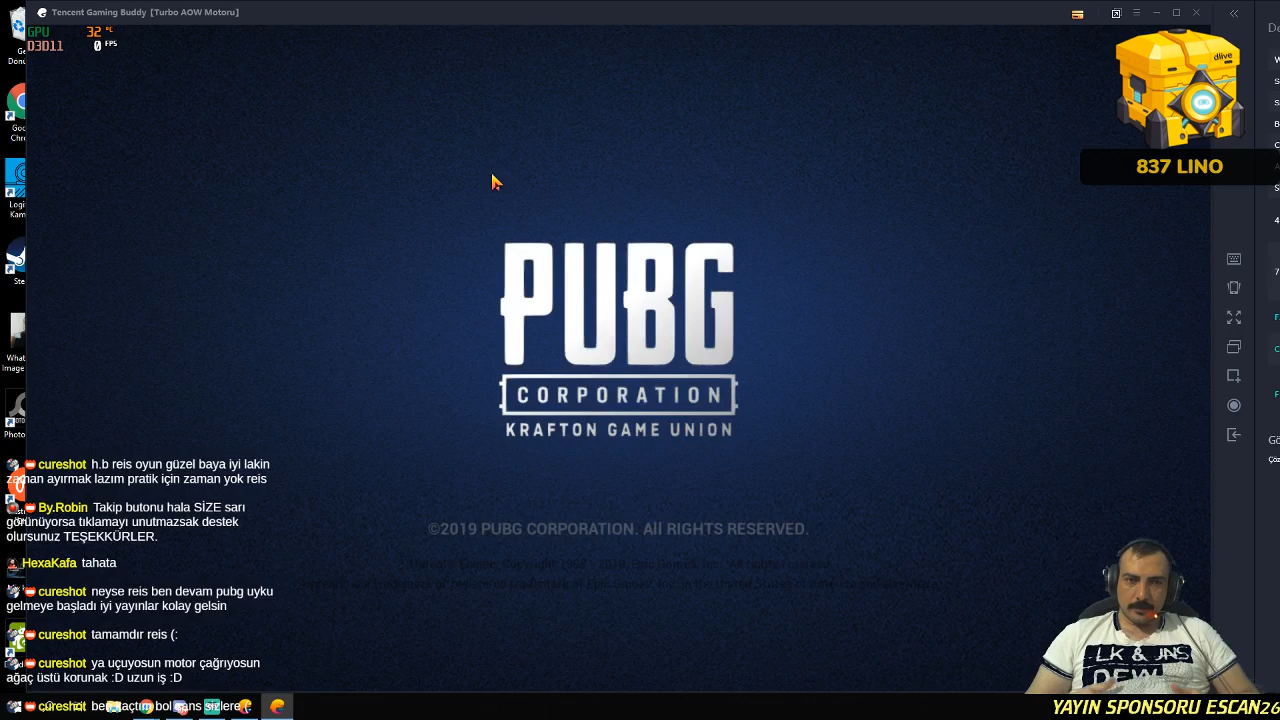 Tencent Gaming Buddy [Turbo AOW Motoru]
GPU 32 °C
D3D11 0 FPS
dlive
837 LINO
PUBG
CORPORATION
KRAFTON GAME UNION
©2019 PUBG CORPORATION. All RIGHTS RESERVED.
cureshot h.b reis oyun güzel baya iyi lakin
zaman ayırmak lazım pratik için zaman yok reis
By.Robin Takip butonu hala SİZE sarı
görünüyorsa tıklamayı unutmazsak destek
olursunuz TEŞEKKÜRLER.
HexaKafa tahata
cureshot neyse reis ben devam pubg uyku
gelmeye başladı iyi yayınlar kolay gelsin
cureshot tamamdır reis (:
cureshot ya uçuyosun motor çağrıyosun
ağaç üstü korunak :D uzun iş :D
cureshot
YAYIN SPONSORU ESCAN26